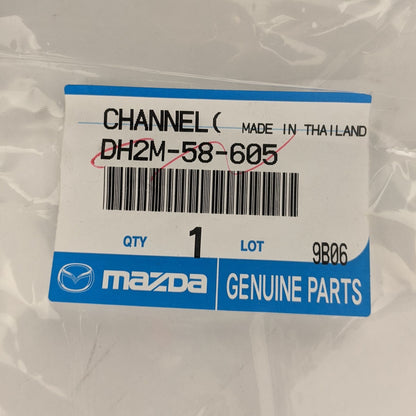 CHANNEL( MADE IN THAILAND
DH2M-58-605
QTY 1 LOT 9B06
mazda GENUINE PARTS